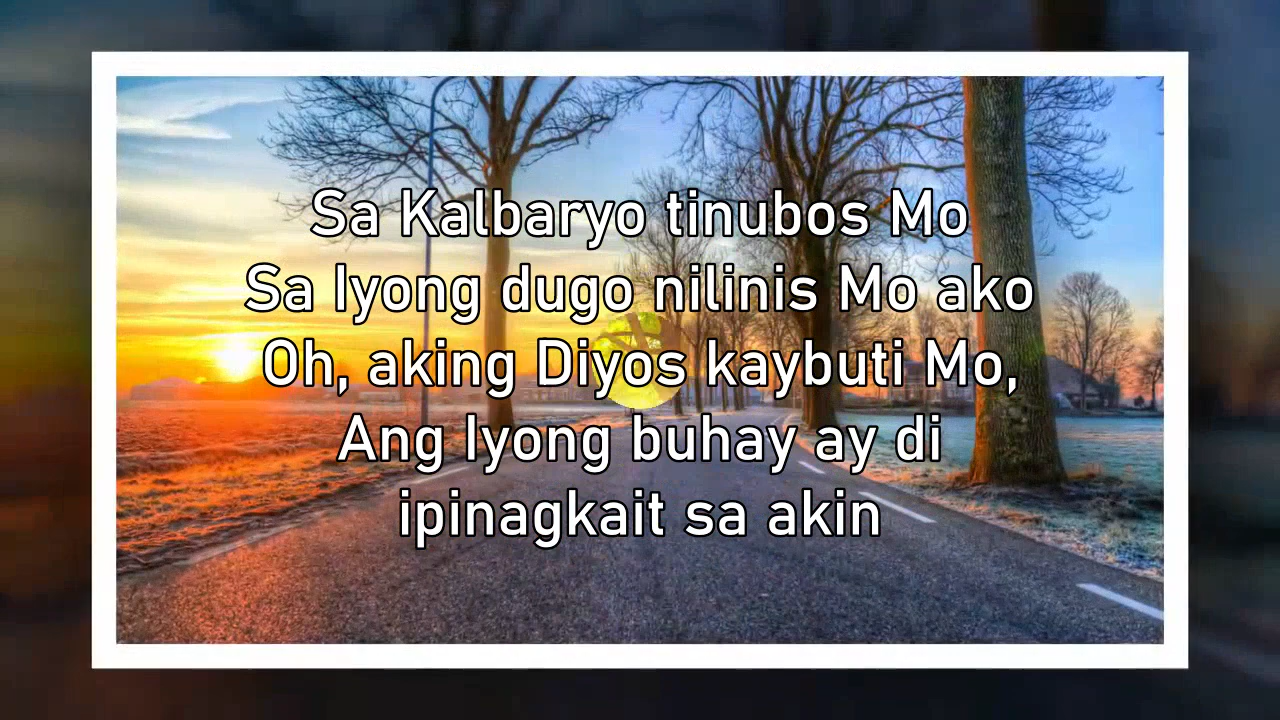 Sa Kalbaryo tinubos Mo
Sa Iyong dugo nilinis Mo ako
Oh, aking Diyos kaybuti Mo,
Ang Iyong buhay ay di
ipinagkait sa akin